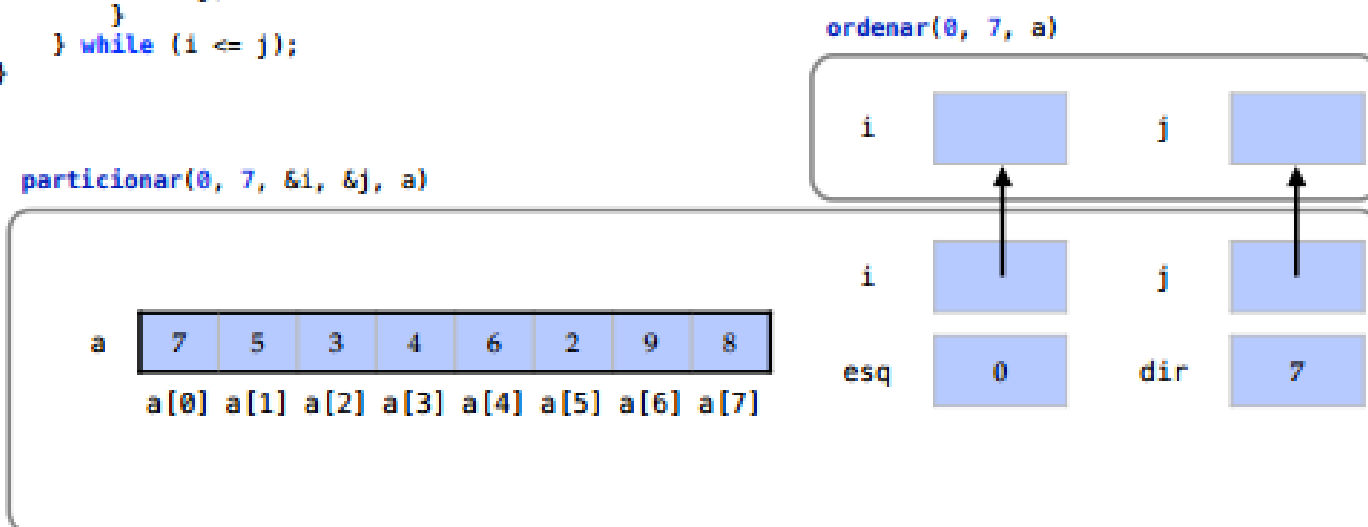 }
} while (i <= j);
}
ordenar(0, 7, a)
i
j
particionar(0, 7, &i, &j, a)
i
j
a 7 5 3 4 6 2 9 8
a[0] a[1] a[2] a[3] a[4] a[5] a[6] a[7]
esq 0 dir 7